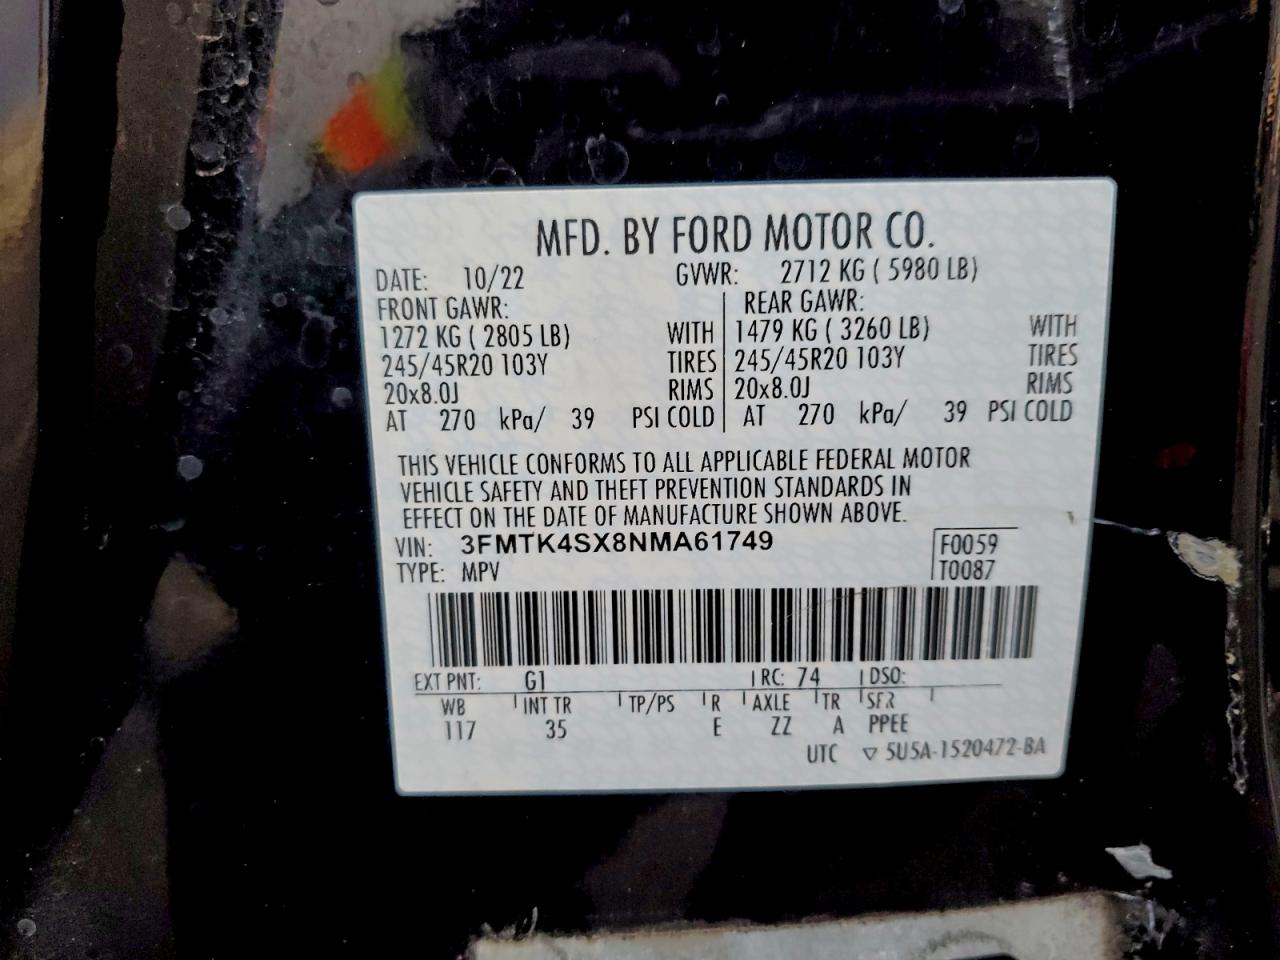 MFD. BY FORD MOTOR CO.
DATE: 10/22 GVWR: 2712 KG ( 5980 LB)
FRONT GAWR: REAR GAWR:
1272 KG ( 2805 LB) WITH 1479 KG ( 3260 LB) WITH
245/45R20 103Y TIRES 245/45R20 103Y TIRES
20x8.0J RIMS 20x8.0J RIMS
AT 270 kPa/ 39 PSI COLD AT 270 kPa/ 39 PSI COLD
THIS VEHICLE CONFORMS TO ALL APPLICABLE FEDERAL MOTOR
VEHICLE SAFETY AND THEFT PREVENTION STANDARDS IN
EFFECT ON THE DATE OF MANUFACTURE SHOWN ABOVE.
VIN: 3FMTK4SX8NMA61749 F0059
TYPE: MPV T0087
EXT PNT: G1 RC: 74 DSO:
WB INT TR TP/PS R AXLE TR SFR
117 35 E ZZ A PPEE
UTC ▽ 5U5A-1520472-BA